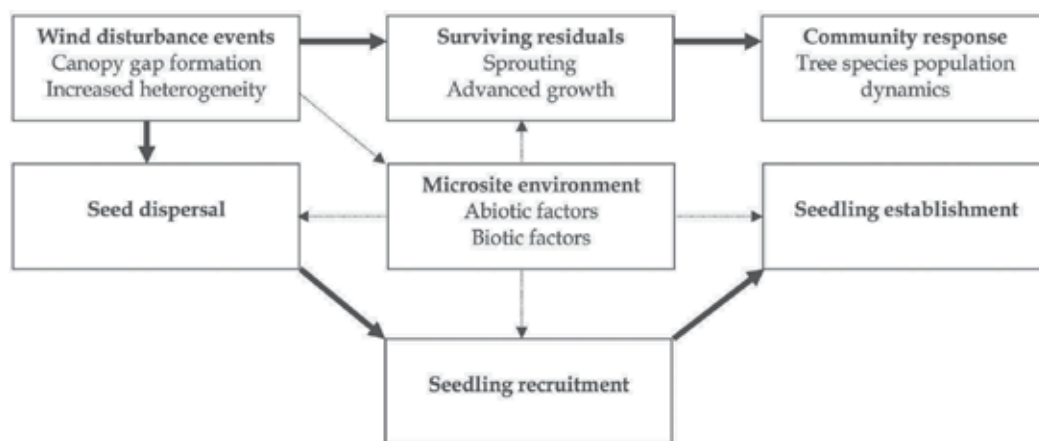 Wind disturbance events
Canopy gap formation
Increased heterogeneity
Surviving residuals
Sprouting
Advanced growth
Community response
Tree species population
dynamics
Seed dispersal
Microsite environment
Abiotic factors
Biotic factors
Seedling establishment
Seedling recruitment